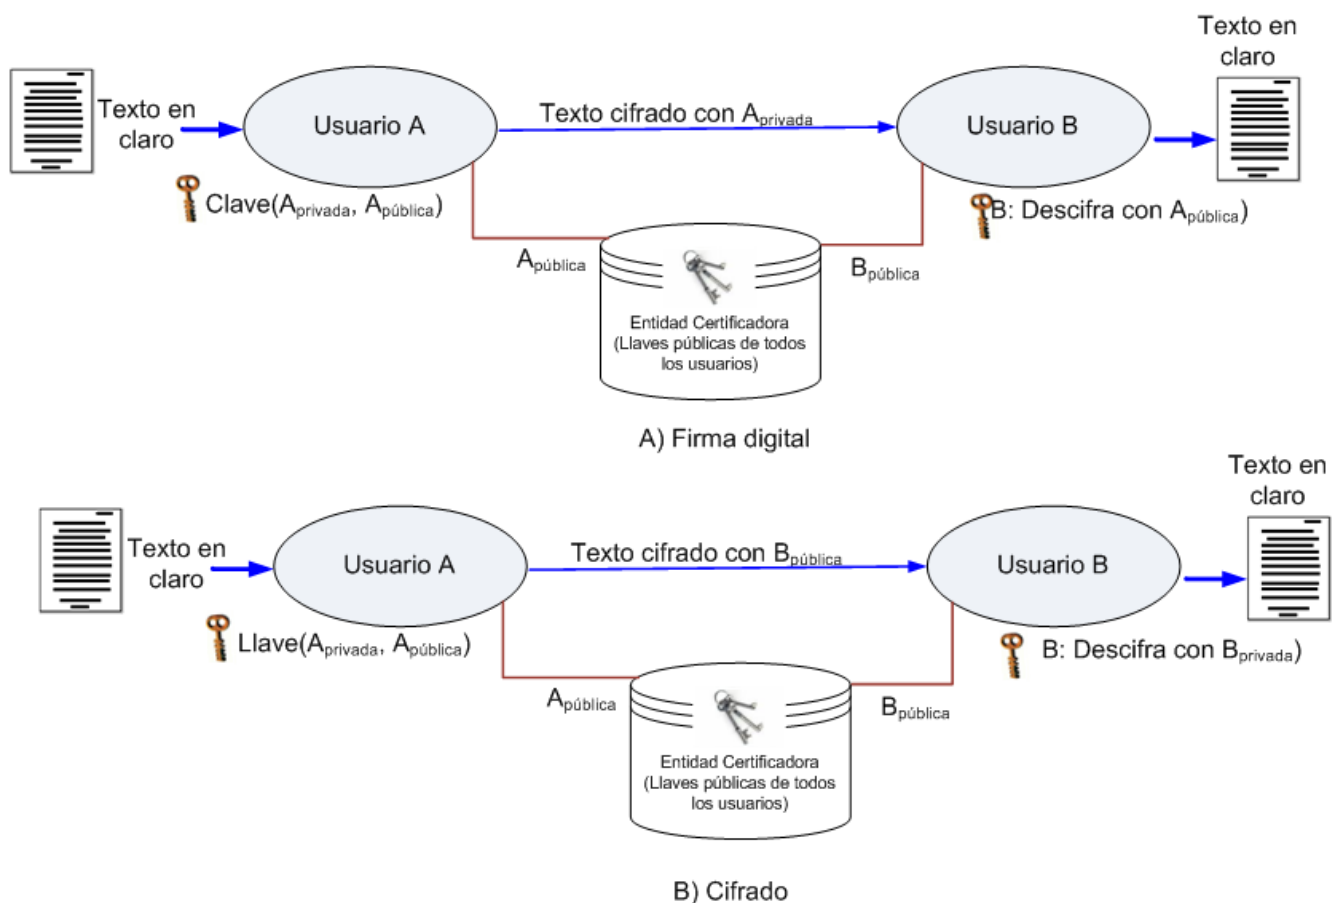 Texto en
claro
Texto en
claro
Usuario A
Texto cifrado con Aprivada
Usuario B
Clave(Aprivada, Apública)
B: Descifra con Apública)
Apública
Bpública
Entidad Certificadora
(Llaves públicas de todos
los usuarios)
A) Firma digital
Texto en
claro
Texto en
claro
Usuario A
Texto cifrado con Bpública
Usuario B
Llave(Aprivada, Apública)
B: Descifra con Bprivada)
Apública
Bpública
Entidad Certificadora
(Llaves públicas de todos
los usuarios)
B) Cifrado